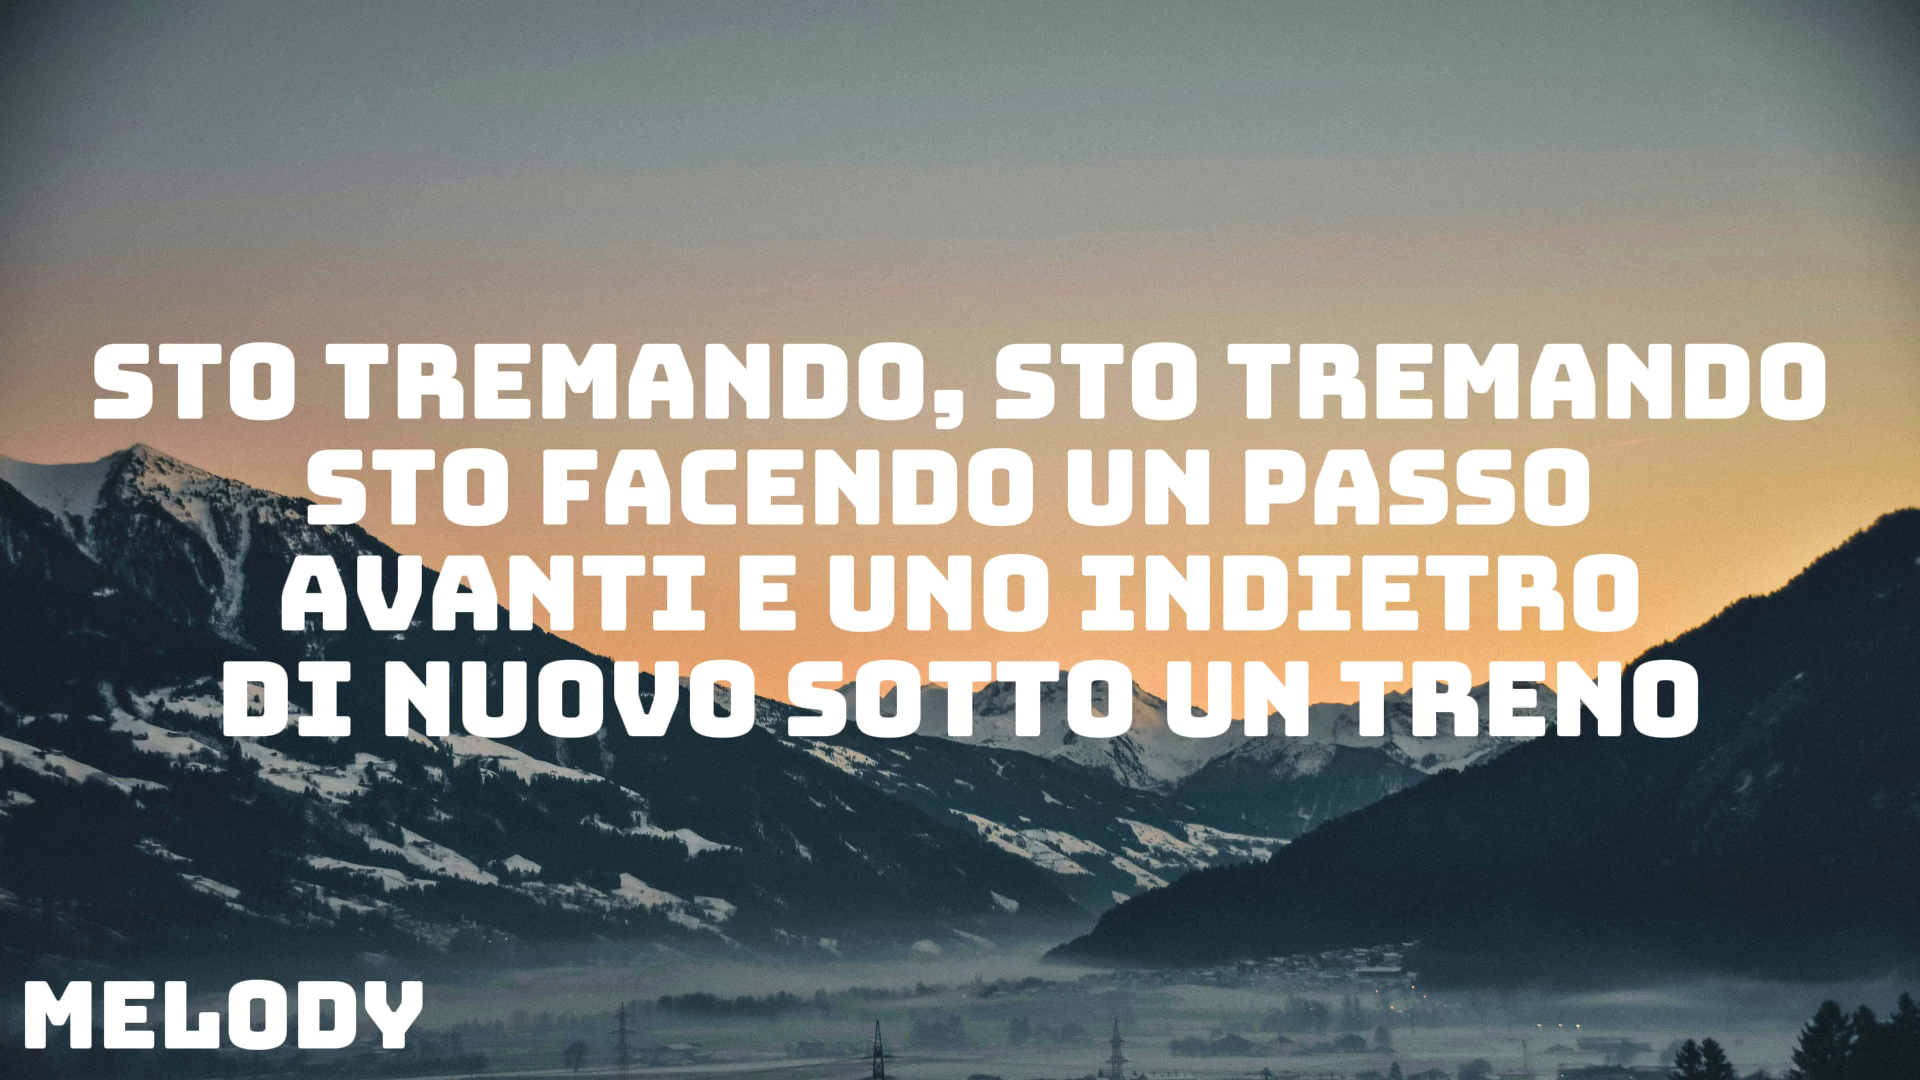 STO TREMANDO, STO TREMANDO
STO FACENDO UN PASSO
AVANTI E UNO INDIETRO
DI NUOVO SOTTO UN TRENO
MELODY